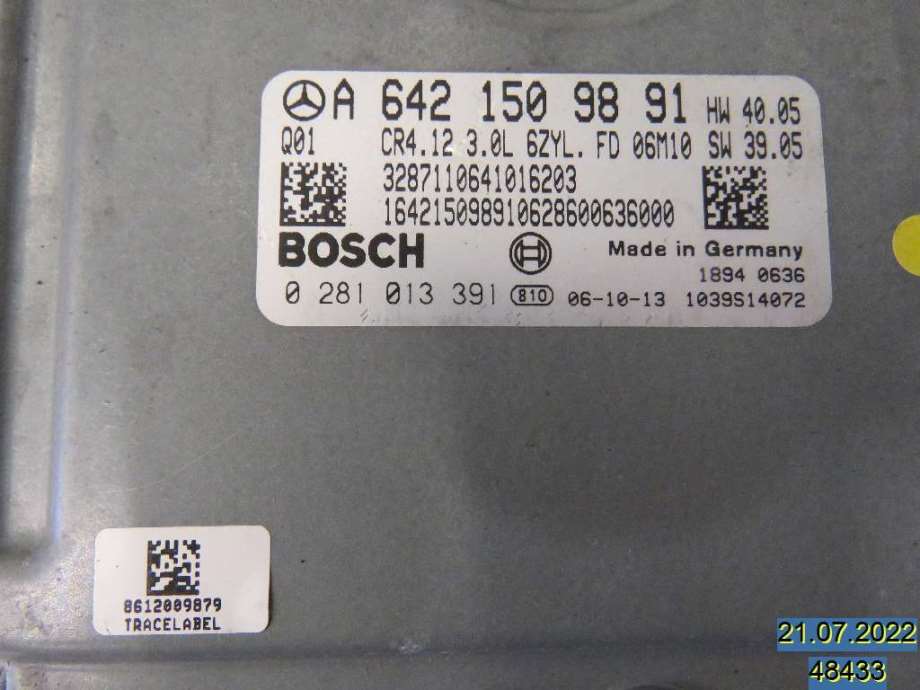 A 642 150 98 91 HW 40.05
Q01 CR4.12 3.0L 6ZYL. FD 06M10 SW 39.05
3287110641016203
164215098910628600636000
BOSCH Made in Germany
1894 0636
0 281 013 391 810 06-10-13 1039S14072
8612009879
TRACELABEL
21.07.2022
48433